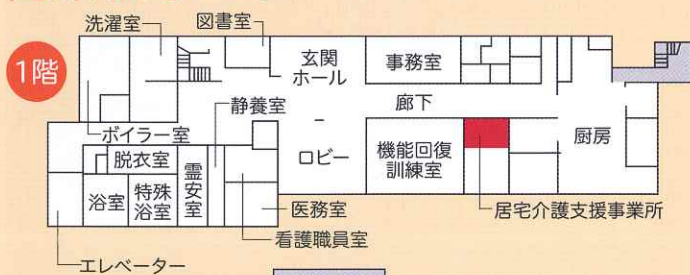 洗濯室
図書室
1階
玄関
ホール
事務室
廊下
静養室
ボイラー室
ロビー
機能回復
訓練室
厨房
脱衣室
霊安室
浴室
特殊
浴室
医務室
居宅介護支援事業所
看護職員室
エレベーター